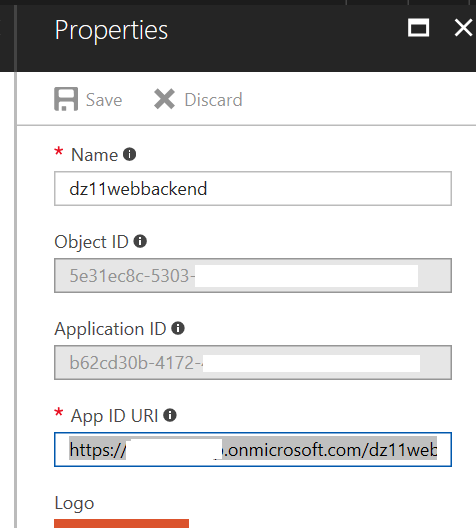 Properties
Save Discard
* Name
dz11webbackend
Object ID
5e31ec8c-5303-
Application ID
b62cd30b-4172-
* App ID URI
https:// .onmicrosoft.com/dz11web
Logo